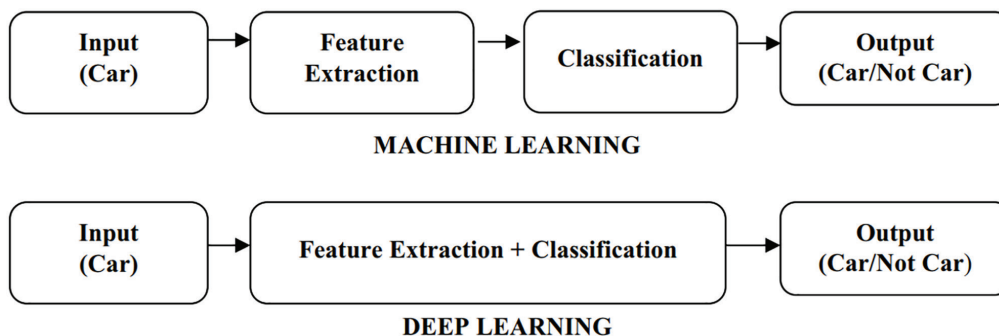 Input
(Car)
Feature
Extraction
Classification
Output
(Car/Not Car)
MACHINE LEARNING
Input
(Car)
Feature Extraction + Classification
Output
(Car/Not Car)
DEEP LEARNING